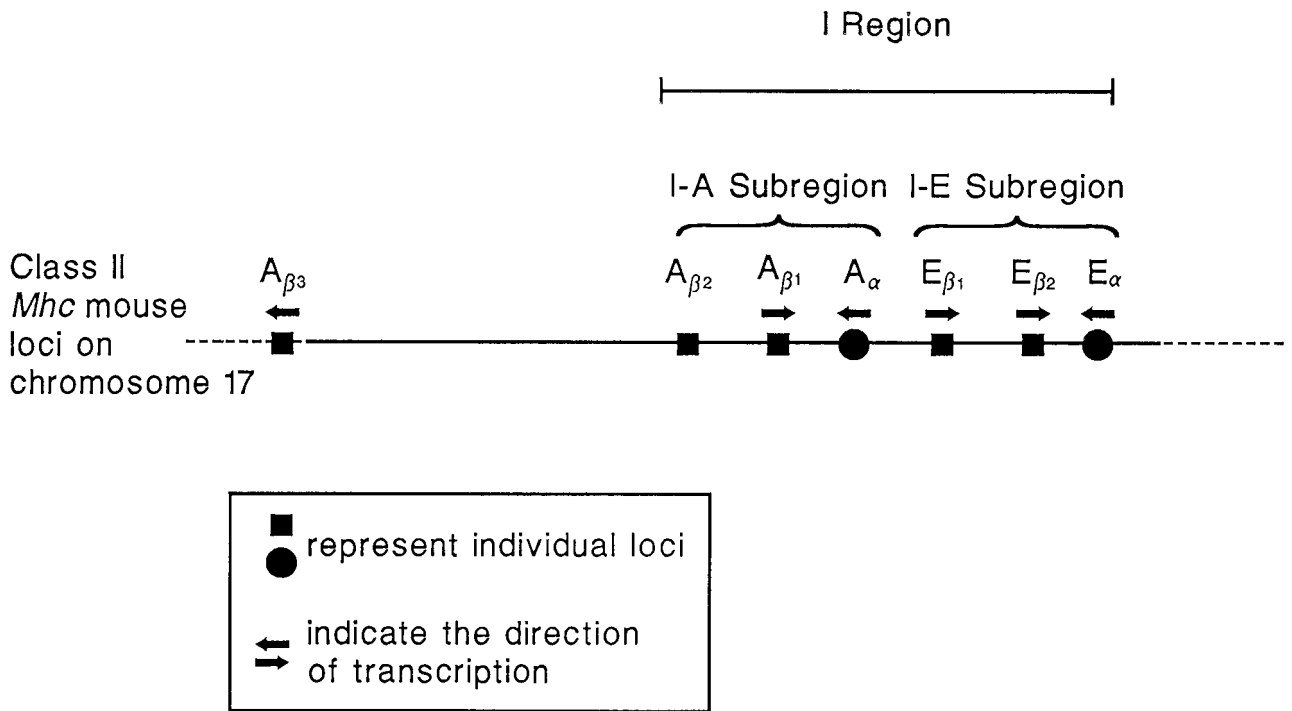 I Region
I-A Subregion I-E Subregion
Class II
Mhc mouse
loci on
chromosome 17
Aβ3 Aβ2 Aβ1 Aα Eβ1 Eβ2 Eα
represent individual loci
indicate the direction
of transcription